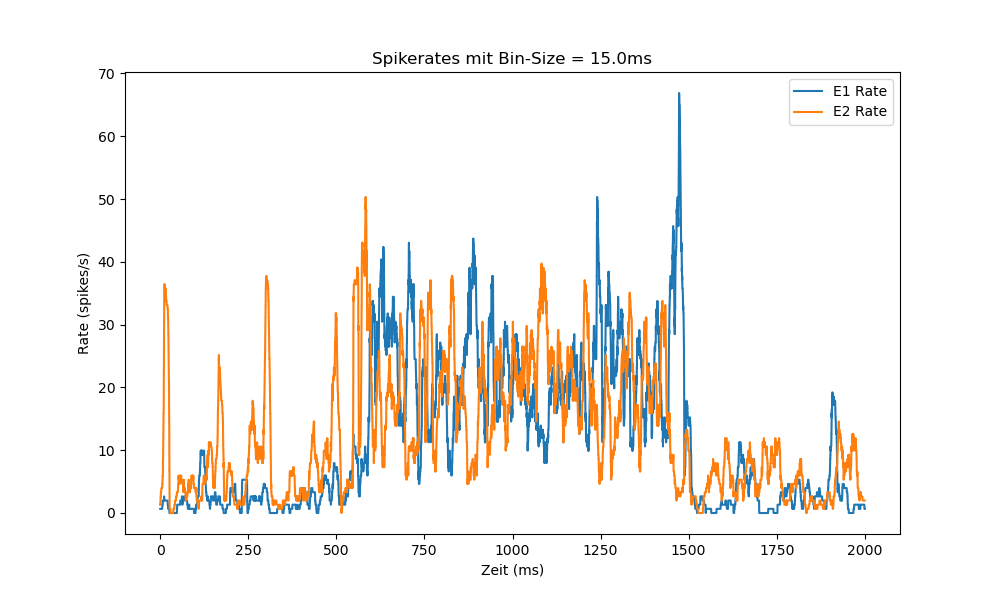 Spikerates mit Bin-Size = 15.0ms
E1 Rate
E2 Rate
Rate (spikes/s)
70
60
50
40
30
20
10
0
0 250 500 750 1000 1250 1500 1750 2000
Zeit (ms)